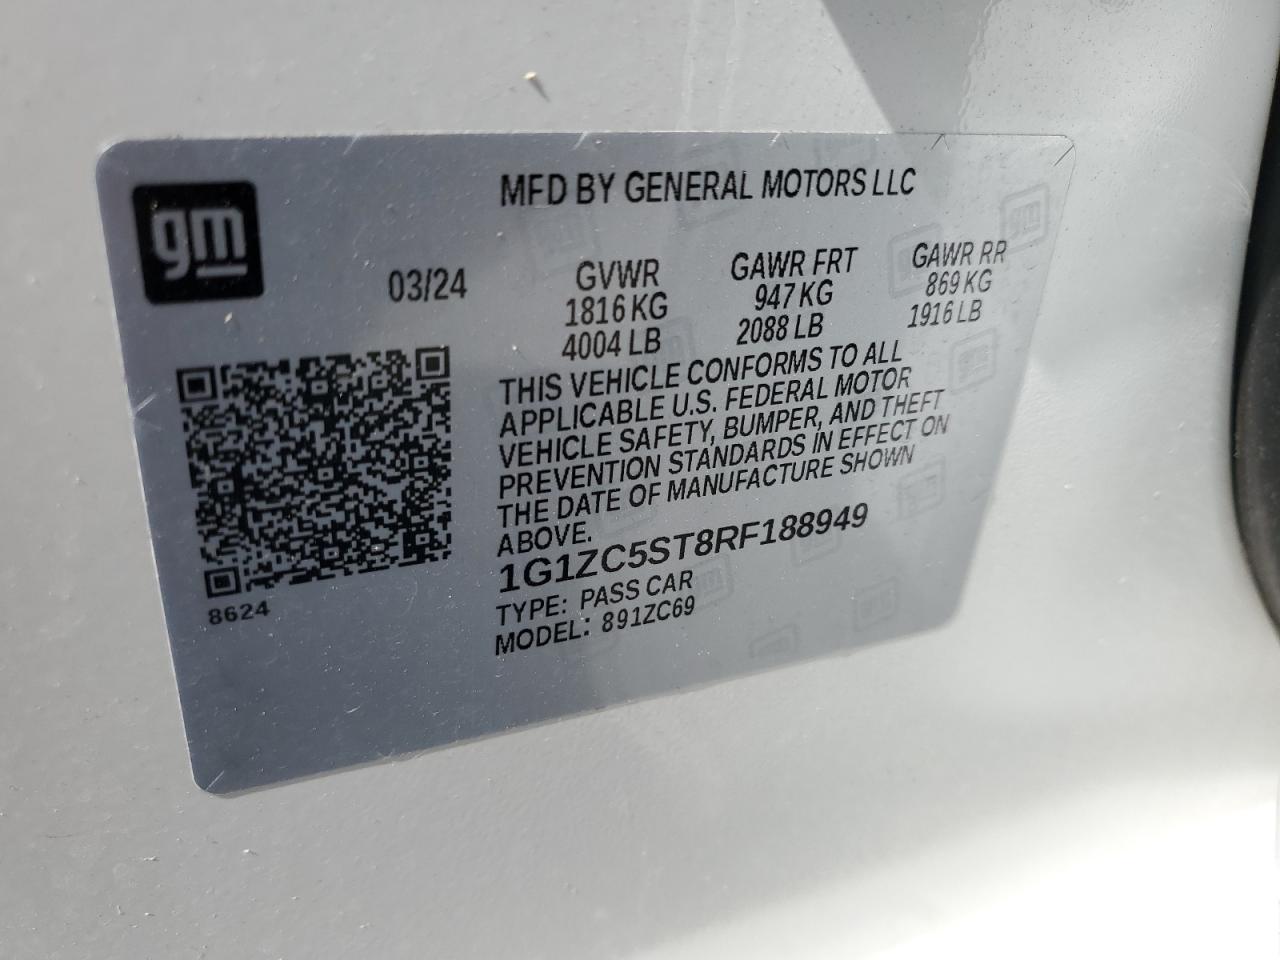 gm
MFD BY GENERAL MOTORS LLC
03/24
GVWR GAWR FRT GAWR RR
1816 KG 947 KG 869 KG
4004 LB 2088 LB 1916 LB
THIS VEHICLE CONFORMS TO ALL
APPLICABLE U.S. FEDERAL MOTOR
VEHICLE SAFETY, BUMPER, AND THEFT
PREVENTION STANDARDS IN EFFECT ON
THE DATE OF MANUFACTURE SHOWN
ABOVE.
1G1ZC5ST8RF188949
TYPE: PASS CAR
MODEL: 891ZC69
8624